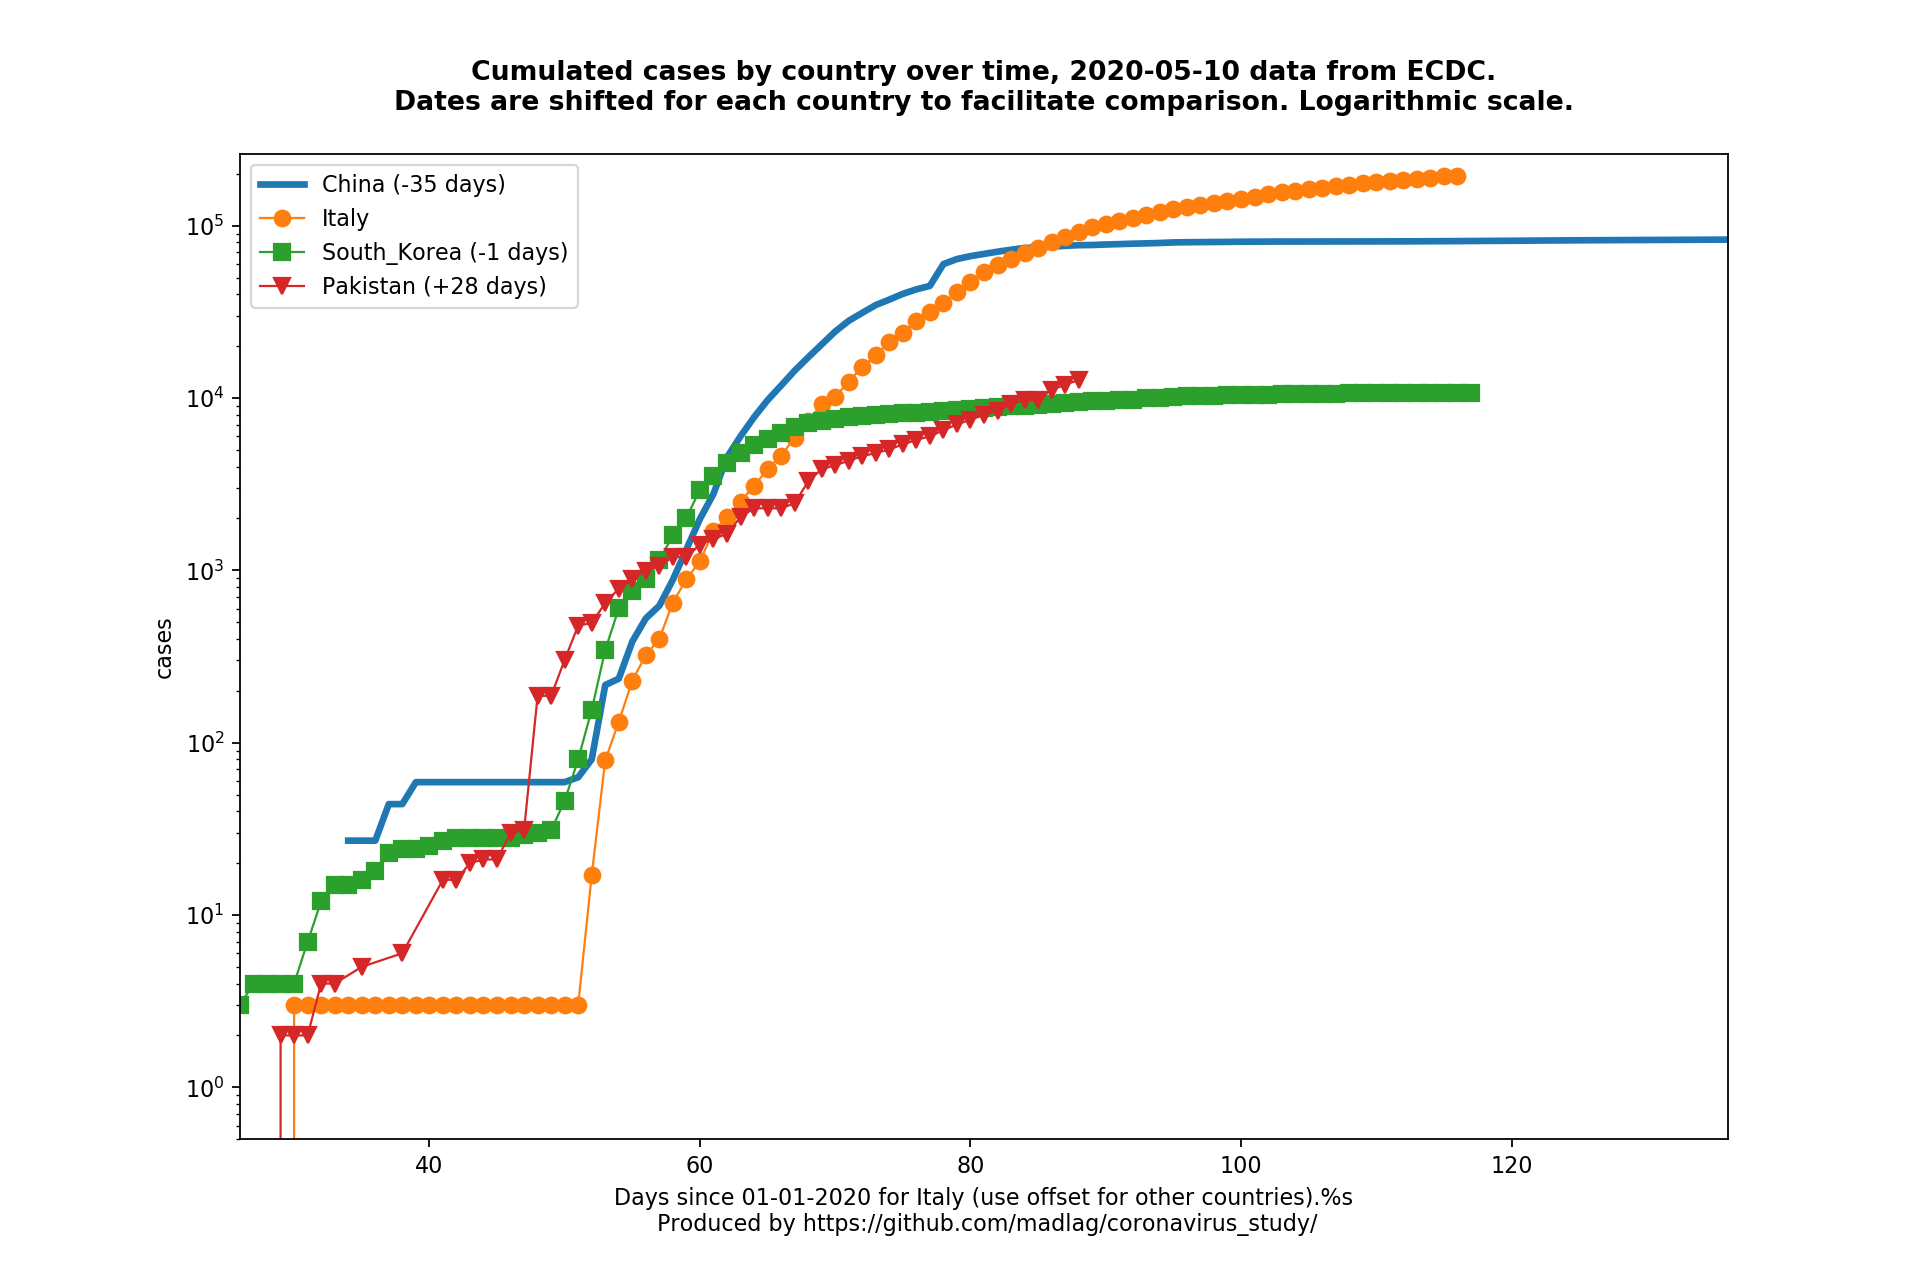 Cumulated cases by country over time, 2020-05-10 data from ECDC.
Dates are shifted for each country to facilitate comparison. Logarithmic scale.
China (-35 days)
Italy
South_Korea (-1 days)
Pakistan (+28 days)
10^5
10^4
10^3
10^2
10^1
10^0
cases
40 60 80 100 120
Days since 01-01-2020 for Italy (use offset for other countries).%s
Produced by https://github.com/madlag/coronavirus_study/